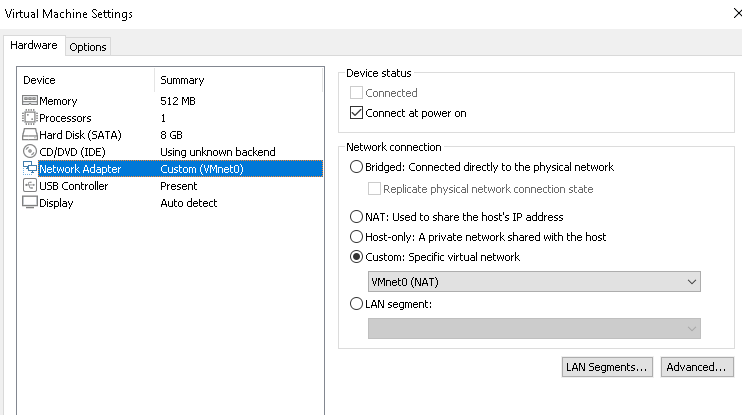 Virtual Machine Settings
Hardware Options
Device Summary
Memory 512 MB
Processors 1
Hard Disk (SATA) 8 GB
CD/DVD (IDE) Using unknown backend
Network Adapter Custom (VMnet0)
USB Controller Present
Display Auto detect
Device status
Connected
Connect at power on
Network connection
Bridged: Connected directly to the physical network
Replicate physical network connection state
NAT: Used to share the host's IP address
Host-only: A private network shared with the host
Custom: Specific virtual network
VMnet0 (NAT)
LAN segment:
LAN Segments... Advanced...